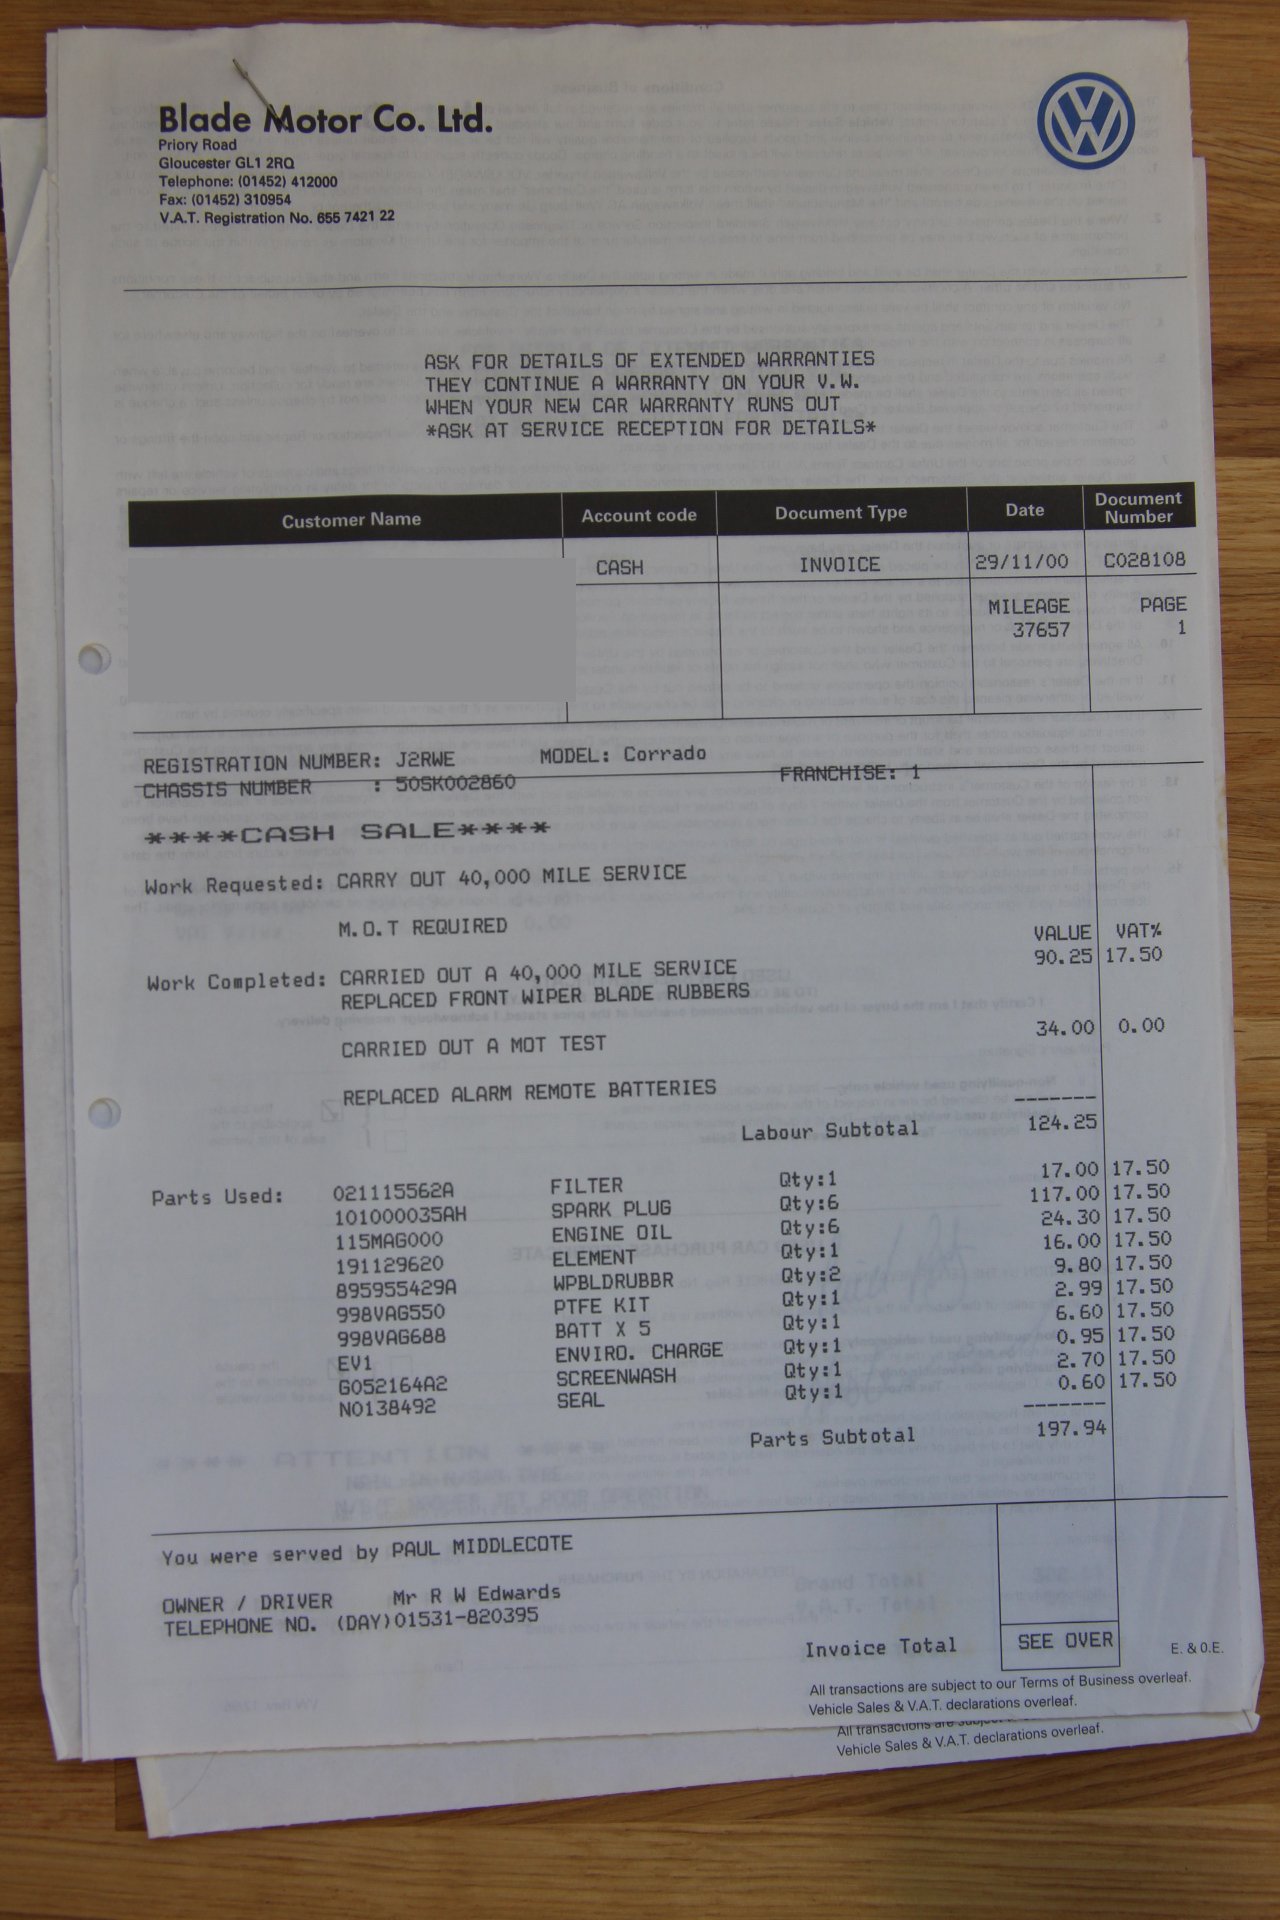 Blade Motor Co. Ltd.
Priory Road
Gloucester GL1 2RQ
Telephone: (01452) 412000
Fax: (01452) 310954
V.A.T. Registration No. 655 7421 22
ASK FOR DETAILS OF EXTENDED WARRANTIES
THEY CONTINUE A WARRANTY ON YOUR V.W.
WHEN YOUR NEW CAR WARRANTY RUNS OUT
*ASK AT SERVICE RECEPTION FOR DETAILS*
Customer Name Account code Document Type Date Document Number
CASH INVOICE 29/11/00 C028108
MILEAGE PAGE
37657 1
REGISTRATION NUMBER: J2RWE MODEL: Corrado
CHASSIS NUMBER : 50SK002860 FRANCHISE: 1
****CASH SALE****
Work Requested: CARRY OUT 40,000 MILE SERVICE
M.O.T REQUIRED
VALUE VAT%
Work Completed: CARRIED OUT A 40,000 MILE SERVICE 90.25 17.50
REPLACED FRONT WIPER BLADE RUBBERS
CARRIED OUT A MOT TEST 34.00 0.00
REPLACED ALARM REMOTE BATTERIES
-------
Labour Subtotal 124.25
Parts Used: 021115562A FILTER Qty:1 17.00 17.50
101000035AH SPARK PLUG Qty:6 117.00 17.50
115MAG000 ENGINE OIL Qty:6 24.30 17.50
191129620 ELEMENT Qty:1 16.00 17.50
895955429A WPBLDRUBBR Qty:2 9.80 17.50
998VAG550 PTFE KIT Qty:1 2.99 17.50
998VAG688 BATT X 5 Qty:1 6.60 17.50
EV1 ENVIRO. CHARGE Qty:1 0.95 17.50
G052164A2 SCREENWASH Qty:1 2.70 17.50
N0138492 SEAL Qty:1 0.60 17.50
-------
Parts Subtotal 197.94
You were served by PAUL MIDDLECOTE
OWNER / DRIVER Mr R W Edwards
TELEPHONE NO. (DAY)01531-820395
Invoice Total SEE OVER
E. & O.E.
All transactions are subject to our Terms of Business overleaf.
Vehicle Sales & V.A.T. declarations overleaf.
All transactions are subject
Vehicle Sales & V.A.T. declarations overleaf.